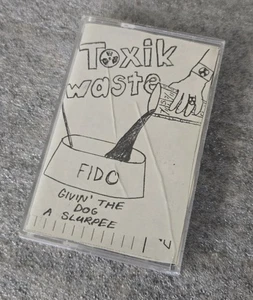 Toxik
waste
FIDO
GIVIN' THE
DOG
A SLURPEE